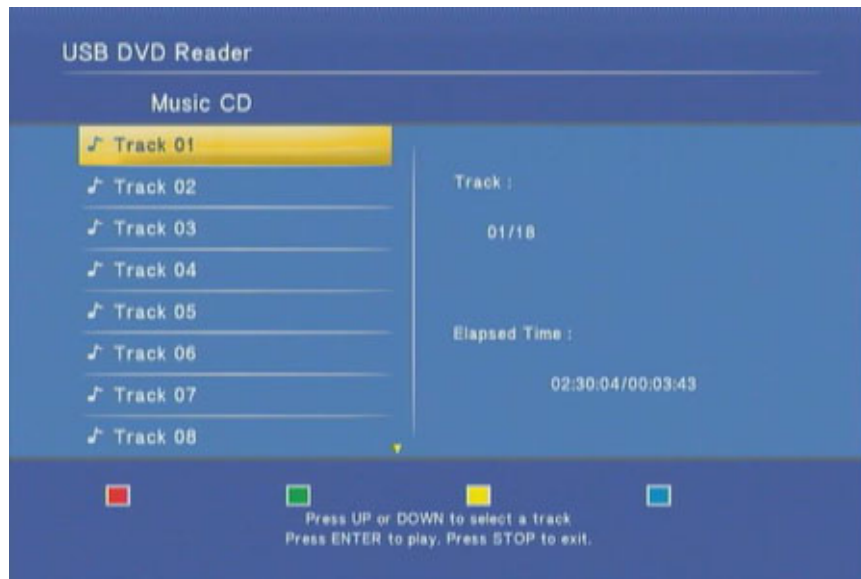 USB DVD Reader
Music CD
Track 01
Track 02
Track 03
Track 04
Track 05
Track 06
Track 07
Track 08
Track :
01/18
Elapsed Time :
02:30:04/00:03:43
Press UP or DOWN to select a track
Press ENTER to play. Press STOP to exit.